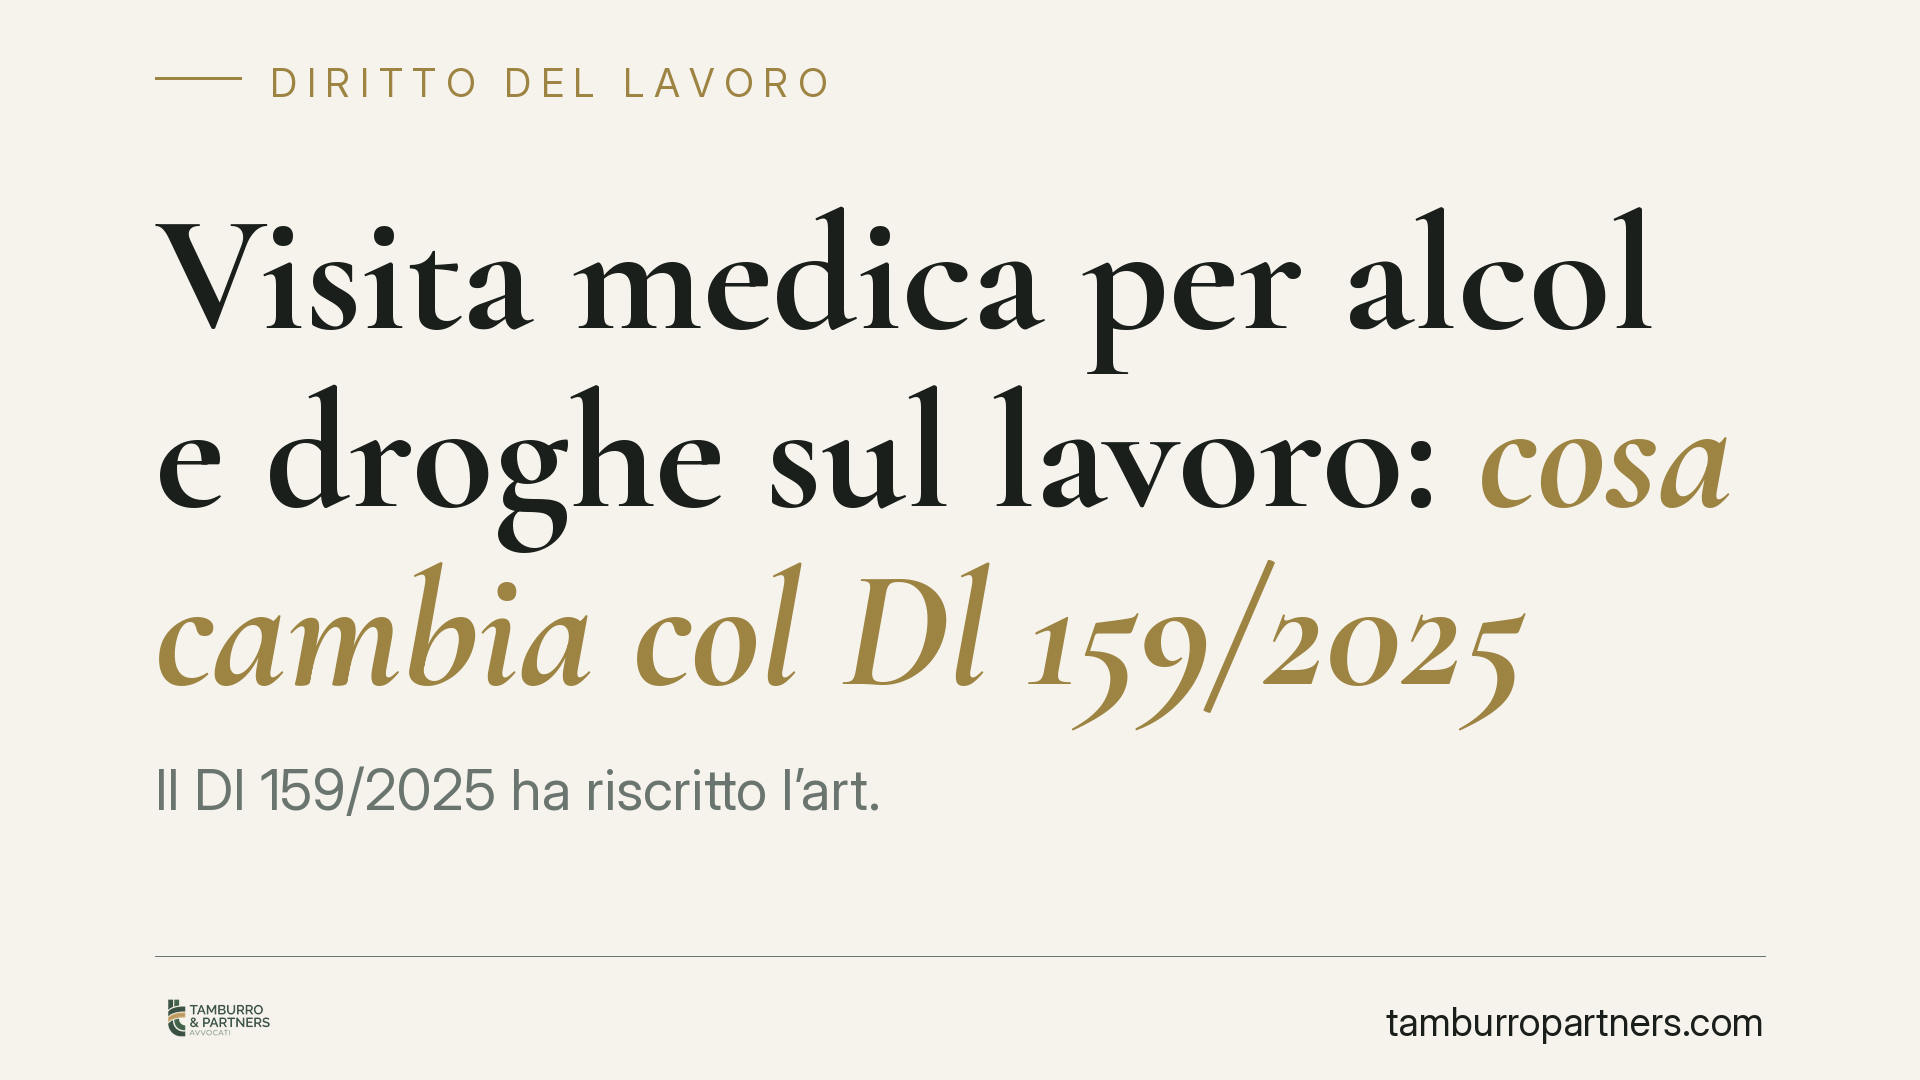 DIRITTO DEL LAVORO
Visita medica per alcol
e droghe sul lavoro: cosa
cambia col Dl 159/2025
Il Dl 159/2025 ha riscritto l’art.
TAMBURRO
& PARTNERS
AVVOCATI
tamburropartners.com